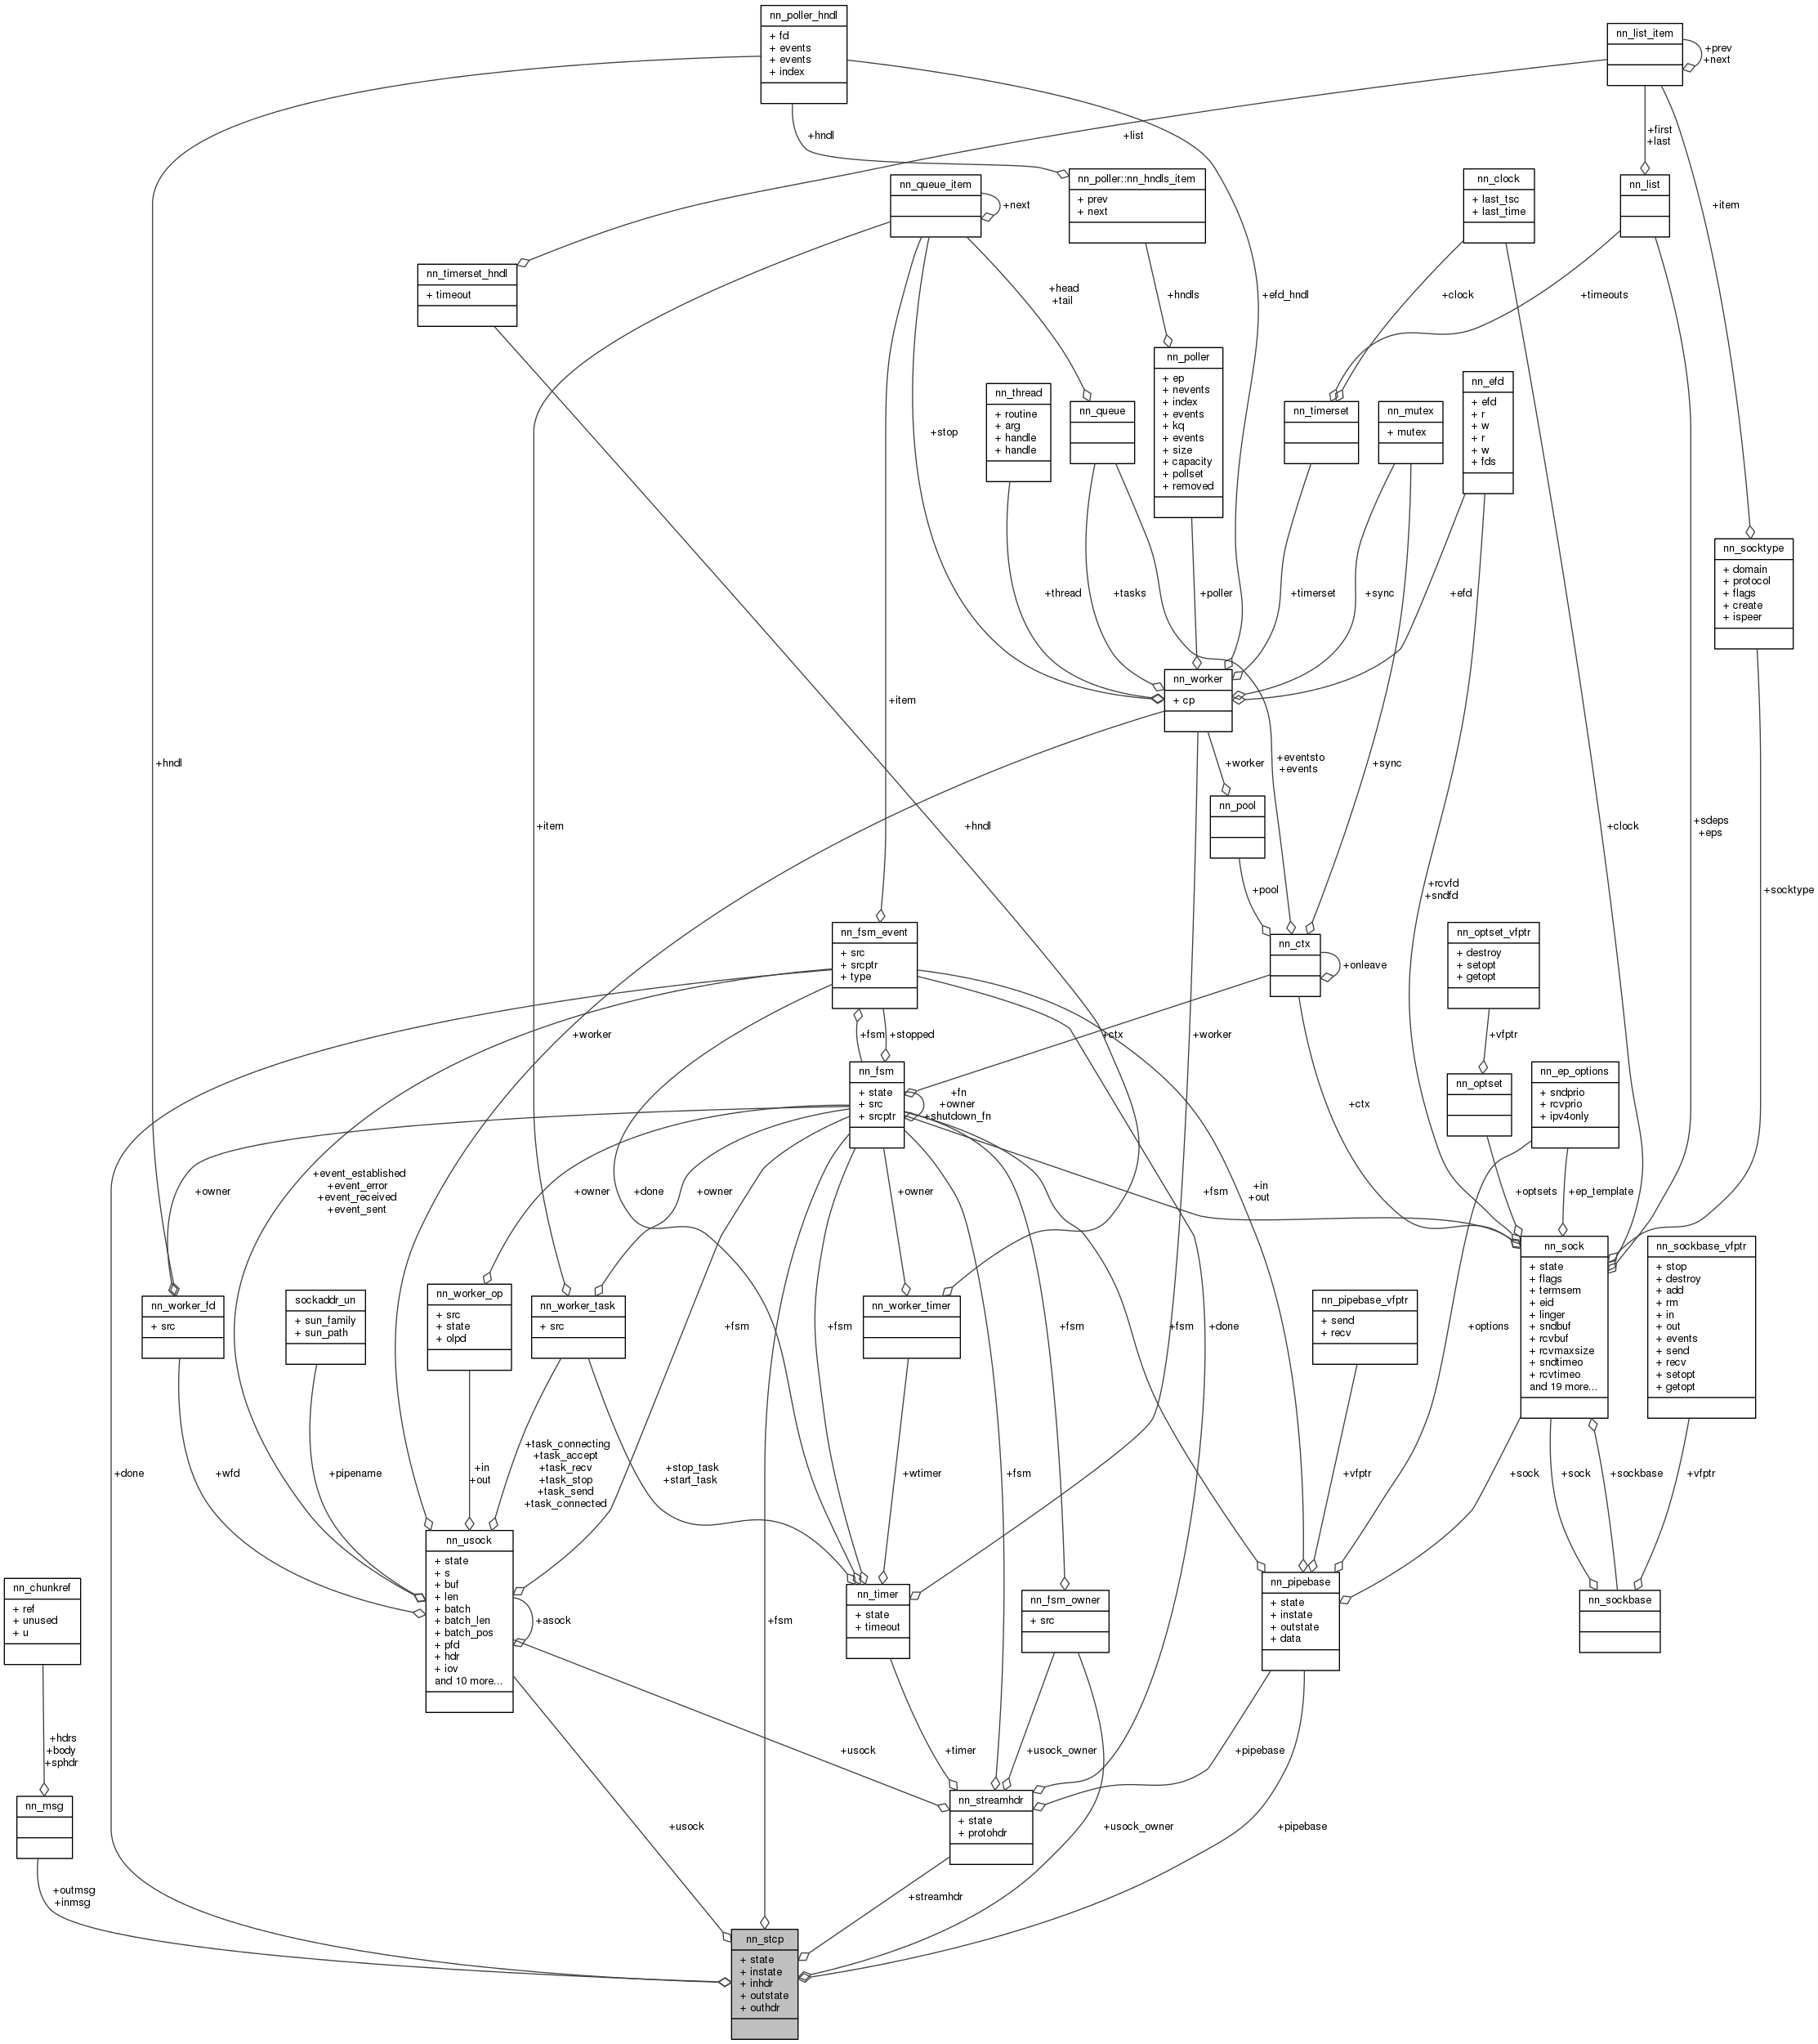 nn_poller_hndl
+ fd
+ events
+ events
+ index
nn_list_item
+prev
+next
+hndl
+list
+first
+last
nn_queue_item
+next
nn_poller::nn_hndls_item
+ prev
+ next
nn_clock
+ last_tsc
+ last_time
nn_list
+item
nn_timerset_hndl
+ timeout
+head
+tail
+hndls
+efd_hndl
+clock
+timeouts
nn_thread
+ routine
+ arg
+ handle
+ handle
nn_queue
nn_poller
+ ep
+ nevents
+ index
+ events
+ kq
+ events
+ size
+ capacity
+ pollset
+ removed
nn_timerset
nn_mutex
+ mutex
nn_efd
+ efd
+ r
+ w
+ r
+ w
+ fds
+stop
nn_socktype
+ domain
+ protocol
+ flags
+ create
+ ispeer
+thread
+tasks
+poller
+timerset
+sync
+efd
+item
nn_worker
+ cp
+hndl
+worker
+eventsto
+events
+sync
+item
+hndl
nn_pool
+clock
+sdeps
+eps
+pool
+rcvfd
+sndfd
+socktype
nn_fsm_event
+ src
+ srcptr
+ type
nn_ctx
+onleave
nn_optset_vfptr
+ destroy
+ setopt
+ getopt
+worker
+fsm
+stopped
+ctx
+worker
+vfptr
nn_fsm
+ state
+ src
+ srcptr
+fn
+owner
+shutdown_fn
+ctx
nn_optset
nn_ep_options
+ sndprio
+ rcvprio
+ ipv4only
+event_established
+event_error
+event_received
+event_sent
+owner
+owner
+done
+owner
+owner
+fsm
+in
+out
+optsets
+ep_template
nn_worker_fd
+ src
sockaddr_un
+ sun_family
+ sun_path
nn_worker_op
+ src
+ state
+ olpd
nn_worker_task
+ src
+fsm
+fsm
nn_worker_timer
+fsm
+fsm
+done
nn_pipebase_vfptr
+ send
+ recv
+options
nn_sock
+ state
+ flags
+ termsem
+ eid
+ linger
+ sndbuf
+ rcvbuf
+ rcvmaxsize
+ sndtimeo
+ rcvtimeo
and 19 more...
nn_sockbase_vfptr
+ stop
+ destroy
+ add
+ rm
+ in
+ out
+ events
+ send
+ recv
+ setopt
+ getopt
+done
+wfd
+pipename
+in
+out
+task_connecting
+task_accept
+task_recv
+task_stop
+task_send
+task_connected
+stop_task
+start_task
+wtimer
+fsm
+vfptr
+sock
+sock
+sockbase
+vfptr
nn_chunkref
+ ref
+ unused
+ u
nn_usock
+ state
+ s
+ buf
+ len
+ batch
+ batch_len
+ batch_pos
+ pfd
+ hdr
+ iov
and 10 more...
+asock
+fsm
nn_timer
+ state
+ timeout
nn_fsm_owner
+ src
nn_pipebase
+ state
+ instate
+ outstate
+ data
nn_sockbase
+hdrs
+body
+sphdr
+usock
+timer
+usock_owner
+pipebase
nn_msg
+usock
nn_streamhdr
+ state
+ protohdr
+usock_owner
+pipebase
+outmsg
+inmsg
+streamhdr
nn_stcp
+ state
+ instate
+ inhdr
+ outstate
+ outhdr